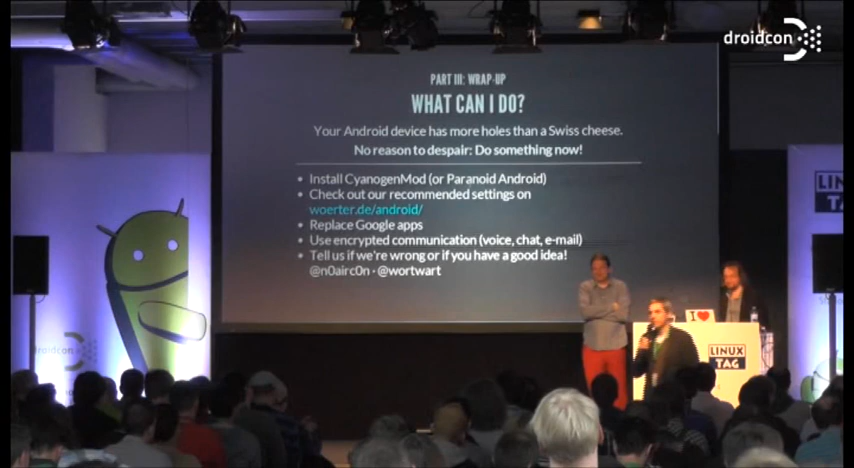 droidcon
PART III: WRAP-UP
WHAT CAN I DO?
Your Android device has more holes than a Swiss cheese.
No reason to despair: Do something now!
• Install CyanogenMod (or Paranoid Android)
• Check out our recommended settings on
woerter.de/android/
• Replace Google apps
• Use encrypted communication (voice, chat, e-mail)
• Tell us if we're wrong or if you have a good idea!
@n0airc0n · @wortwart
LIN
TAG
I ❤
LINUX
TAG
droidcon